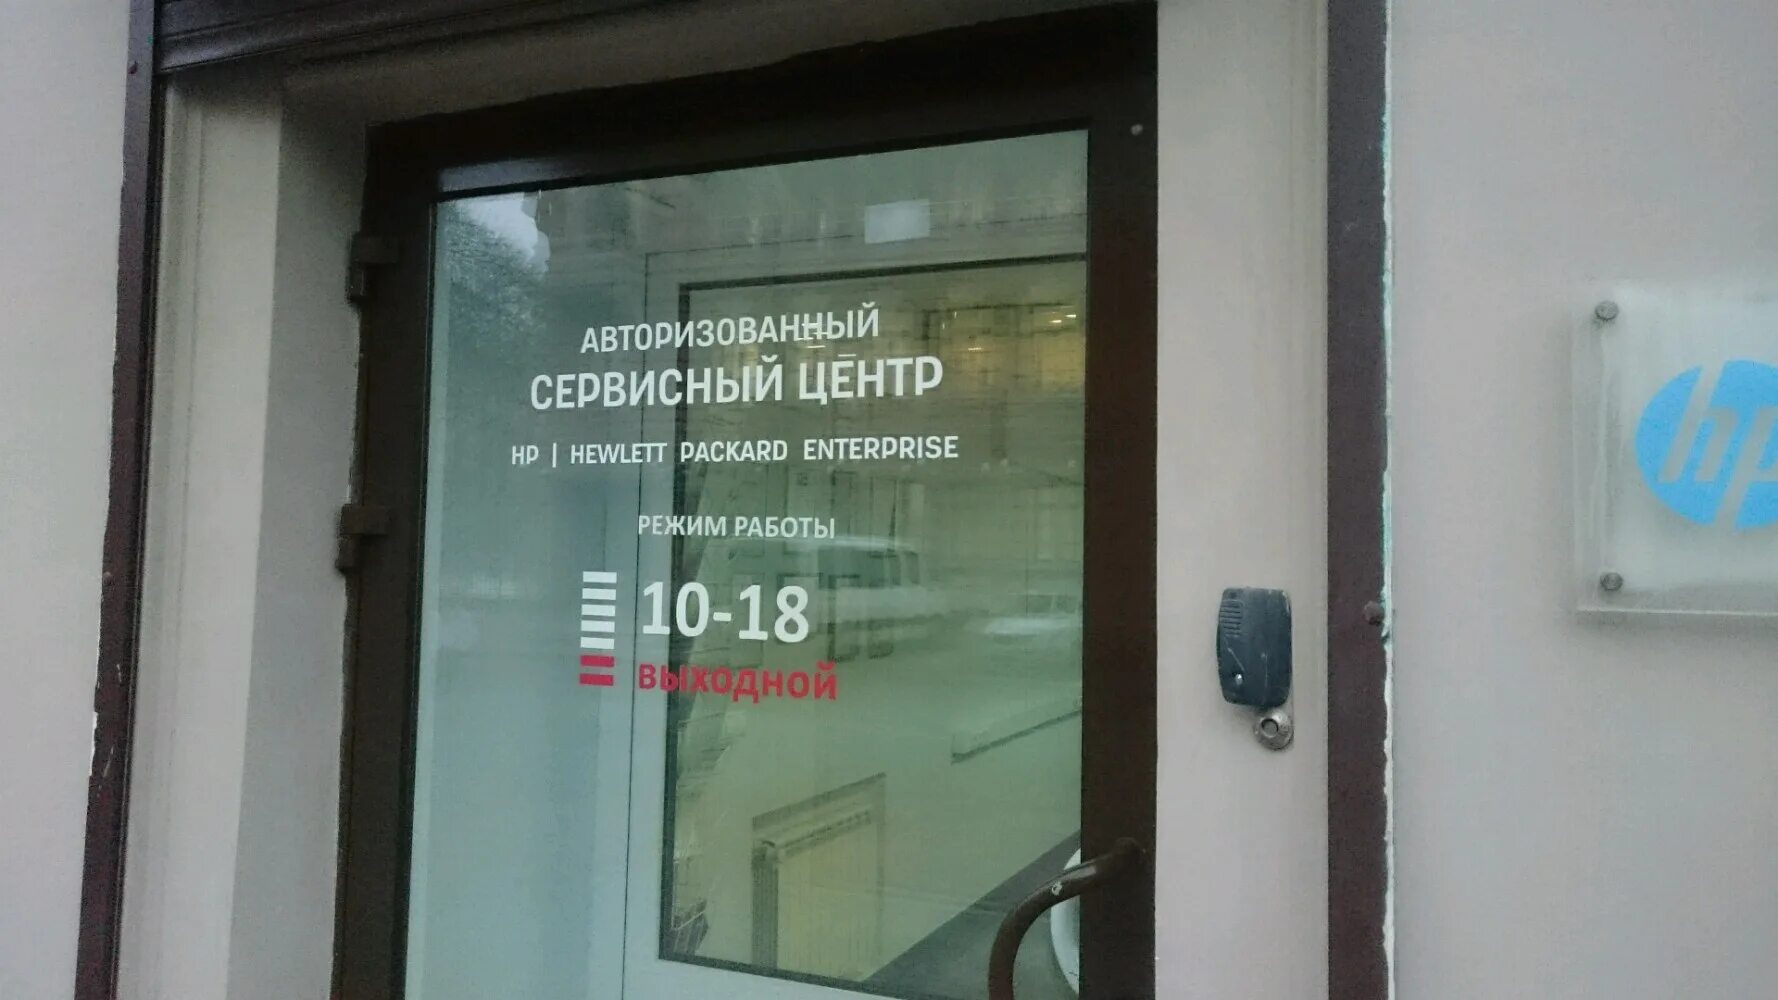 АВТОРИЗОВАННЫЙ
СЕРВИСНЫЙ ЦЕНТР
HP | HEWLETT PACKARD ENTERPRISE
РЕЖИМ РАБОТЫ
10-18
ВЫХОДНОЙ
hp